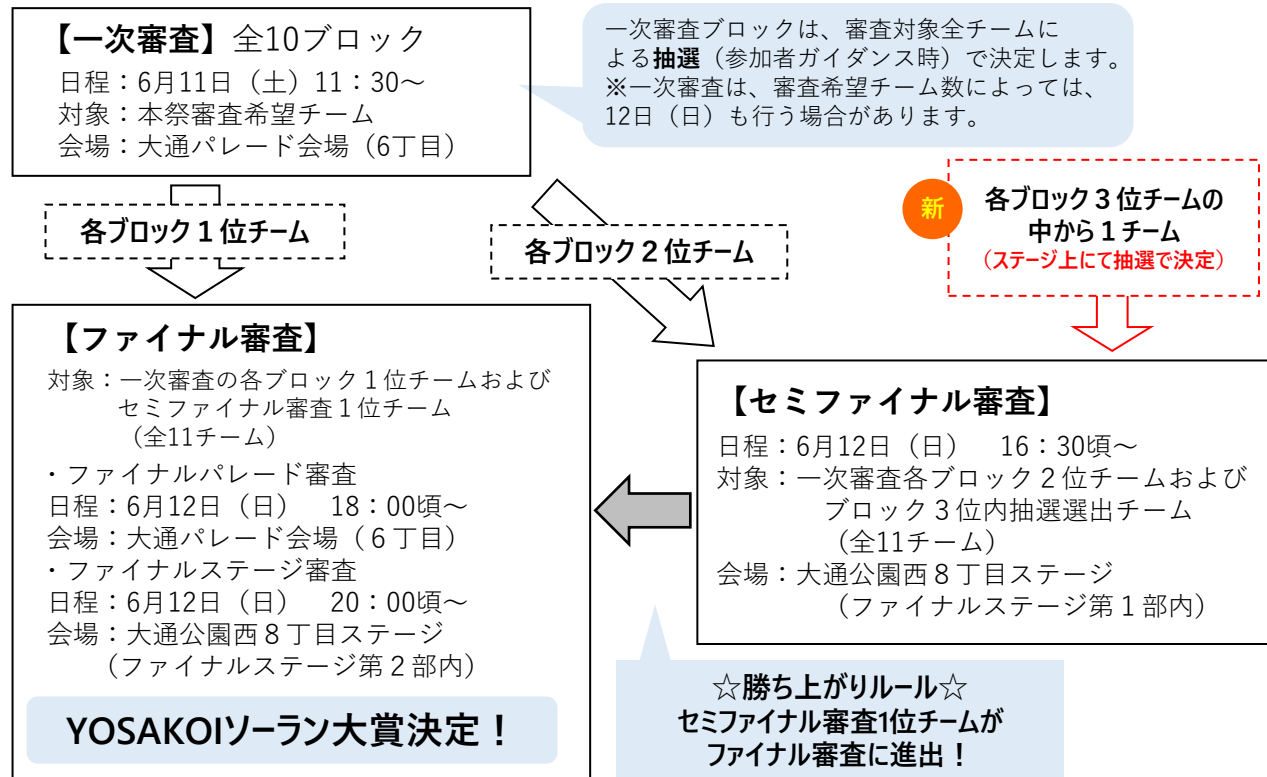 【一次審査】全10ブロック
日程：6月11日（土）11：30～
対象：本祭審査希望チーム
会場：大通パレード会場（6丁目）
一次審査ブロックは、審査対象全チームに
よる抽選（参加者ガイダンス時）で決定します。
※一次審査は、審査希望チーム数によっては、
12日（日）も行う場合があります。
各ブロック１位チーム
各ブロック２位チーム
新
各ブロック３位チームの
中から１チーム
（ステージ上にて抽選で決定）
【ファイナル審査】
対象：一次審査の各ブロック１位チームおよび
セミファイナル審査１位チーム
（全11チーム）
・ファイナルパレード審査
日程：6月12日（日）　18：00頃～
会場：大通パレード会場（６丁目）
・ファイナルステージ審査
日程：6月12日（日）　20：00頃～
会場：大通公園西８丁目ステージ
（ファイナルステージ第２部内）
YOSAKOIソーラン大賞決定！
【セミファイナル審査】
日程：6月12日（日）　16：30頃～
対象：一次審査各ブロック２位チームおよび
ブロック３位内抽選選出チーム
（全11チーム）
会場：大通公園西８丁目ステージ
（ファイナルステージ第１部内）
☆勝ち上がりルール☆
セミファイナル審査1位チームが
ファイナル審査に進出！